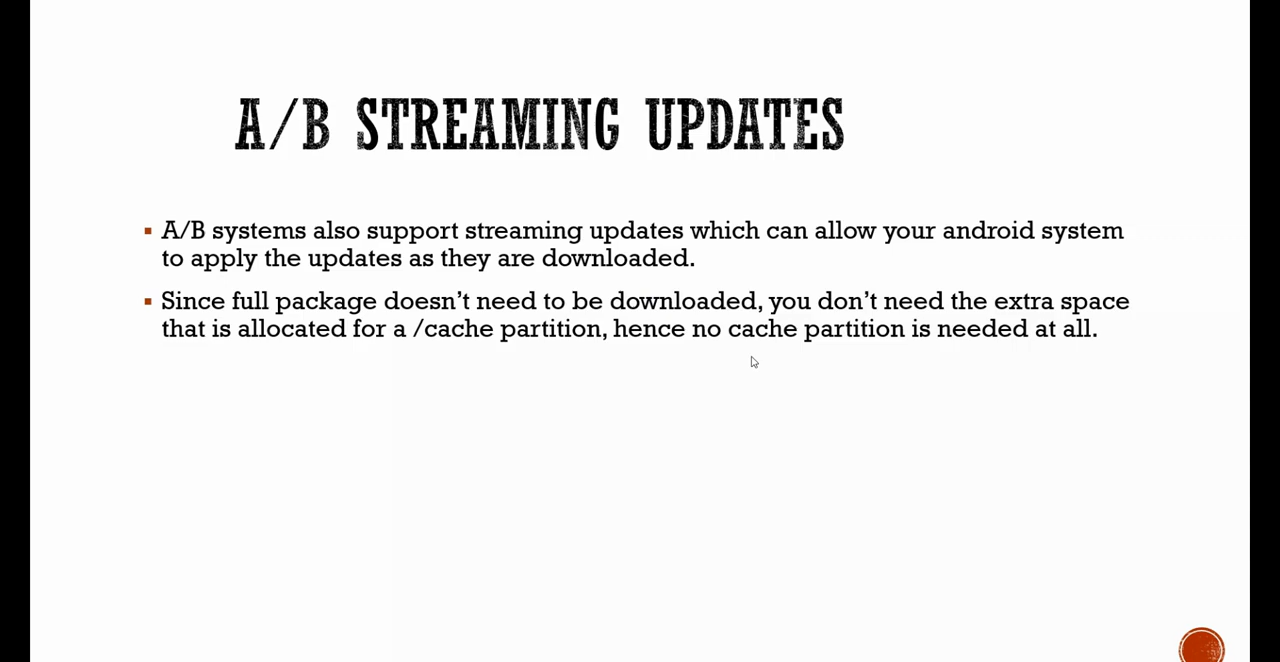 A/B STREAMING UPDATES
▪ A/B systems also support streaming updates which can allow your android system
to apply the updates as they are downloaded.
▪ Since full package doesn't need to be downloaded, you don't need the extra space
that is allocated for a /cache partition, hence no cache partition is needed at all.